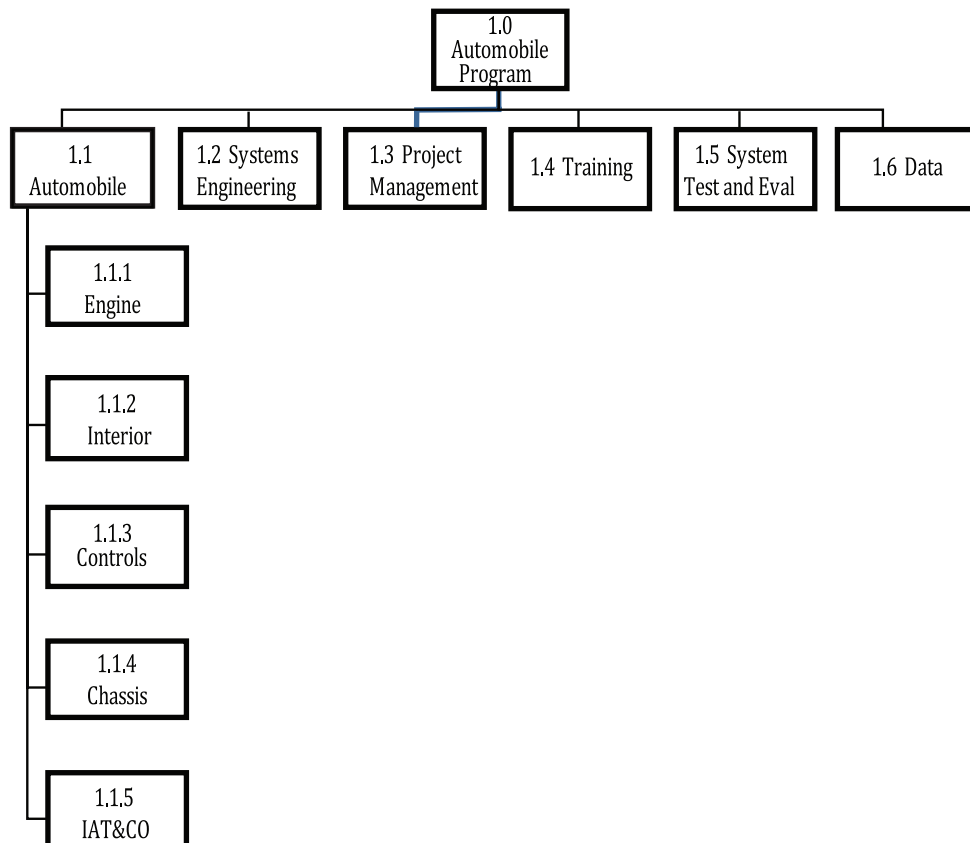 1.0
Automobile
Program
1.1
Automobile
1.2 Systems
Engineering
1.3 Project
Management
1.4 Training
1.5 System
Test and Eval
1.6 Data
1.1.1
Engine
1.1.2
Interior
1.1.3
Controls
1.1.4
Chassis
1.1.5
IAT&CO